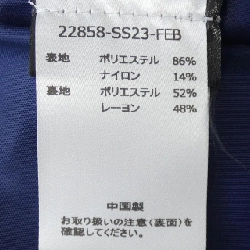 22858-SS23-FEB
表地 ポリエステル 86%
ナイロン 14%
裏地 ポリエステル 52%
レーヨン 48%
中国製
お取り扱いの注意〈裏面〉を
確認してください。